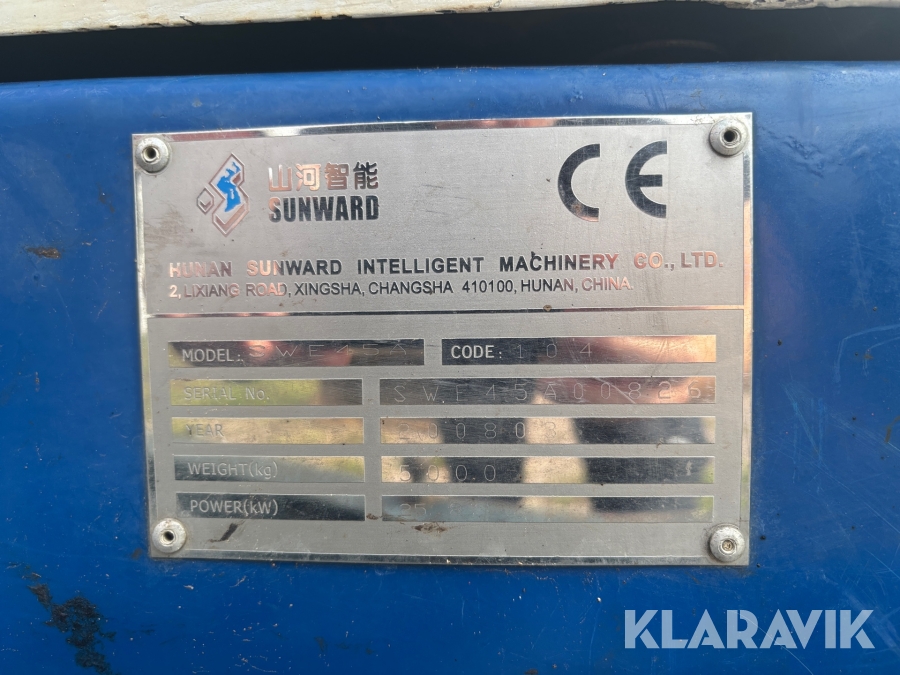 山河智能
SUNWARD
CE
HUNAN SUNWARD INTELLIGENT MACHINERY CO., LTD.
2, LIXIANG ROAD, XINGSHA, CHANGSHA 410100, HUNAN, CHINA.
MODEL: SWE45A CODE: 104
SERIAL No. SWE45A00826
YEAR 200803
WEIGHT(kg) 5000
POWER(kW)
KLARAVIK